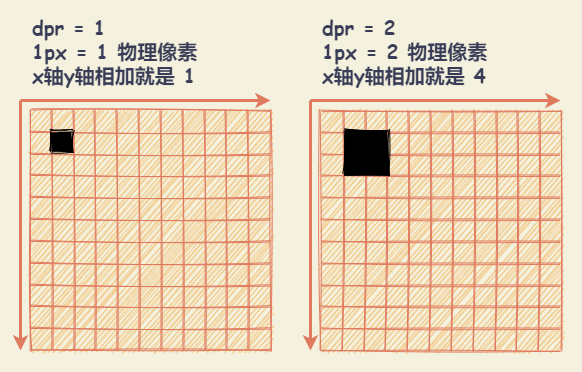 dpr = 1
1px = 1 物理像素
x轴y轴相加就是 1
dpr = 2
1px = 2 物理像素
x轴y轴相加就是 4